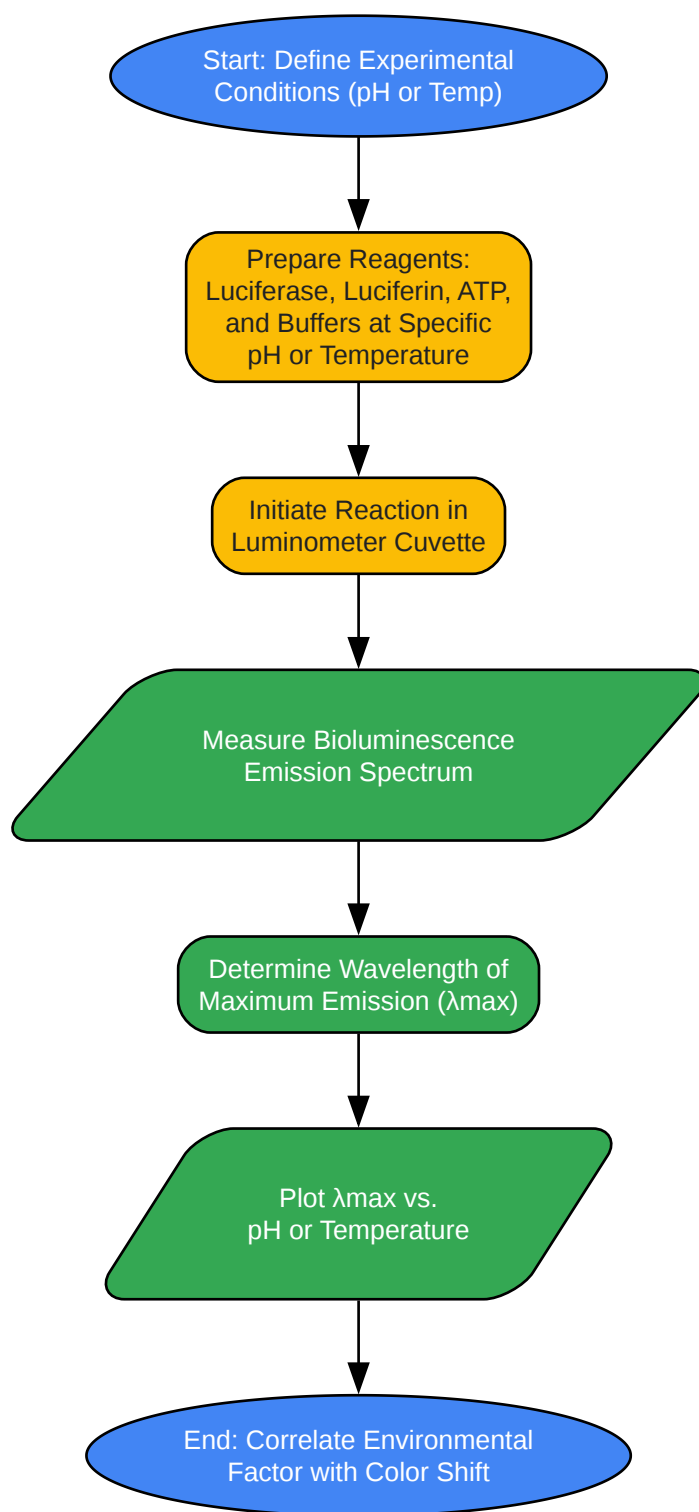 Start: Define Experimental
Conditions (pH or Temp)
Prepare Reagents:
Luciferase, Luciferin, ATP,
and Buffers at Specific
pH or Temperature
Initiate Reaction in
Luminometer Cuvette
Measure Bioluminescence
Emission Spectrum
Determine Wavelength of
Maximum Emission (λmax)
Plot λmax vs.
pH or Temperature
End: Correlate Environmental
Factor with Color Shift